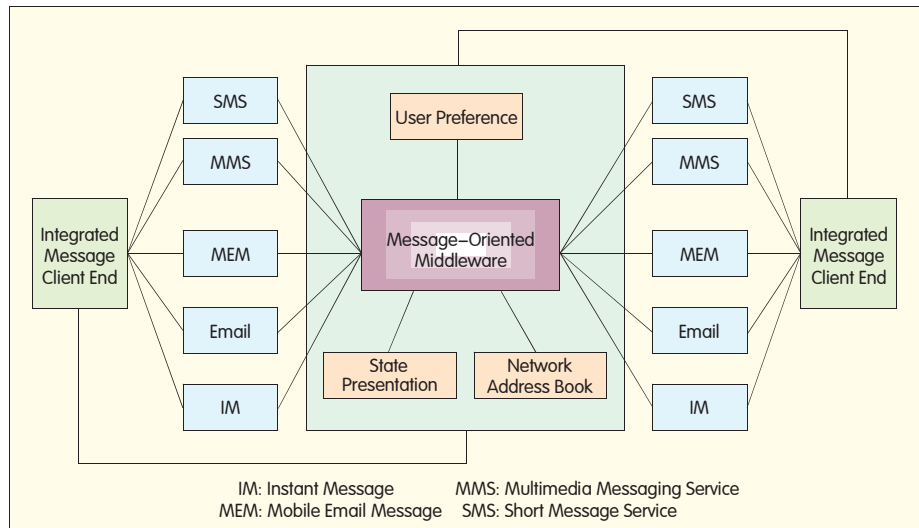 SMS
MMS
MEM
Email
IM
Integrated
Message
Client End
User Preference
Message–Oriented
Middleware
State
Presentation
Network
Address Book
SMS
MMS
MEM
Email
IM
Integrated
Message
Client End
IM: Instant Message MMS: Multimedia Messaging Service
MEM: Mobile Email Message SMS: Short Message Service